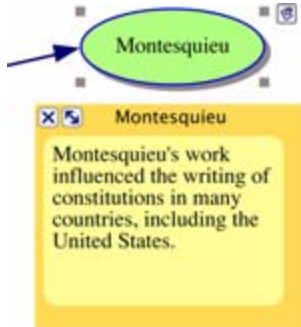 Montesquieu
Montesquieu
Montesquieu's work
influenced the writing of
constitutions in many
countries, including the
United States.